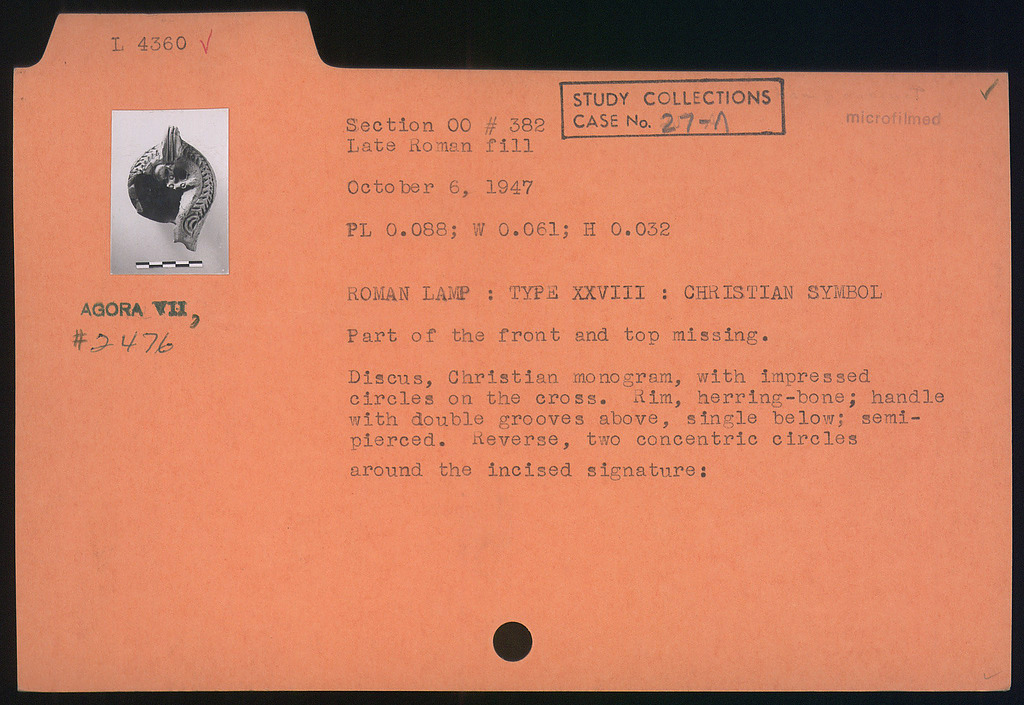 L 4360 ✓
STUDY COLLECTIONS
CASE No. 27-A
microfilmed
Section OO # 382
Late Roman fill
October 6, 1947
PL 0.088; W 0.061; H 0.032
ROMAN LAMP : TYPE XXVIII : CHRISTIAN SYMBOL
AGORA VII,
#2476
Part of the front and top missing.
Discus, Christian monogram, with impressed
circles on the cross. Rim, herring-bone; handle
with double grooves above, single below; semi-
pierced. Reverse, two concentric circles
around the incised signature: